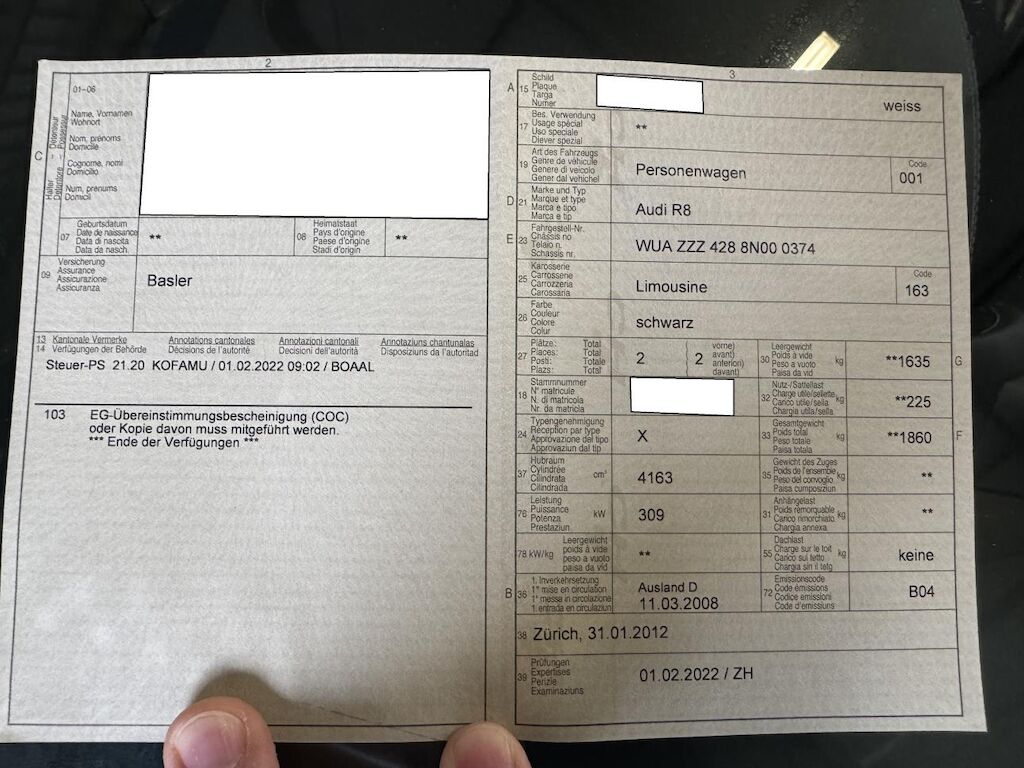 2
01-06
C
Halter - Détenteur
Detentore - Possessur
Name, Vornamen
Wohnort
Nom, prénoms
Domicile
Cognome, nomi
Domicilio
Num, prenums
Domicil
07
Geburtsdatum
Date de naissance
Data di nascita
Data da nasch.
**
08
Heimatstaat
Pays d'origine
Paese d'origine
Stadi d'origin
**
09
Versicherung
Assurance
Assicurazione
Assicuranza
Basler
13 Kantonale Vermerke Annotations cantonales Annotazioni cantonali Annotaziuns chantunalas
14 Verfügungen der Behörde Décisions de l'autorité Decisioni dell'autorità Disposiziuns da l'autoritad
Steuer-PS 21.20 KOFAMU / 01.02.2022 09:02 / BOAAL
103 EG-Übereinstimmungsbescheinigung (COC)
oder Kopie davon muss mitgeführt werden.
*** Ende der Verfügungen ***
3
A 15
Schild
Plaque
Targa
Numer
weiss
17
Bes. Verwendung
Usage spécial
Uso speciale
Diever spezial
**
19
Art des Fahrzeugs
Genre de véhicule
Genere di veicolo
Gener dal vehichel
Personenwagen
Code
001
D 21
Marke und Typ
Marque et type
Marca e tipo
Marca e tip
Audi R8
E 23
Fahrgestell-Nr.
Châssis no
Telaio n.
Schassis nr.
WUA ZZZ 428 8N00 0374
25
Karosserie
Carrosserie
Carrozzeria
Carossaria
Limousine
Code
163
26
Farbe
Couleur
Colore
Colur
schwarz
27
Plätze: Total
Places: Total
Posti: Totale
Plazs: Total
2
( 2 vorne)
avant)
anteriori)
davant)
30
Leergewicht
Poids à vide
Peso a vuoto
Paisa da vid
kg
**1635
G
18
Stammnummer
N° matricule
N. di matricola
Nr. da matricla
32
Nutz-/Sattellast
Charge utile/sellette
Carico utile/sella
Chargia utila/sella
kg
**225
24
Typengenehmigung
Réception par type
Approvazione del tipo
Approvaziun dal tip
X
33
Gesamtgewicht
Poids total
Peso totale
Paisa totala
kg
**1860
F
37
Hubraum
Cylindrée
Cilindrata
Cilindrada
cm³
4163
35
Gewicht des Zuges
Poids de l'ensemble
Peso del convoglio
Paisa cumposiziun
kg
**
76
Leistung
Puissance
Potenza
Prestaziun
kW
309
31
Anhängelast
Poids remorquable
Carico rimorchiato
Chargia annexa
kg
**
78 kW/kg
Leergewicht
poids à vide
peso a vuoto
paisa da vid
**
55
Dachlast
Charge sur le toit
Carico sul tetto
Chargia sin il tetg
kg
keine
B 36
1. Inverkehrsetzung
1re mise en circulation
1a messa in circolazione
1. entrada en circulaziun
Ausland D
11.03.2008
72
Emissionscode
Code émissions
Codice emissioni
Code d'emissiuns
B04
38 Zürich, 31.01.2012
39
Prüfungen
Expertises
Perizie
Examinaziuns
01.02.2022 / ZH